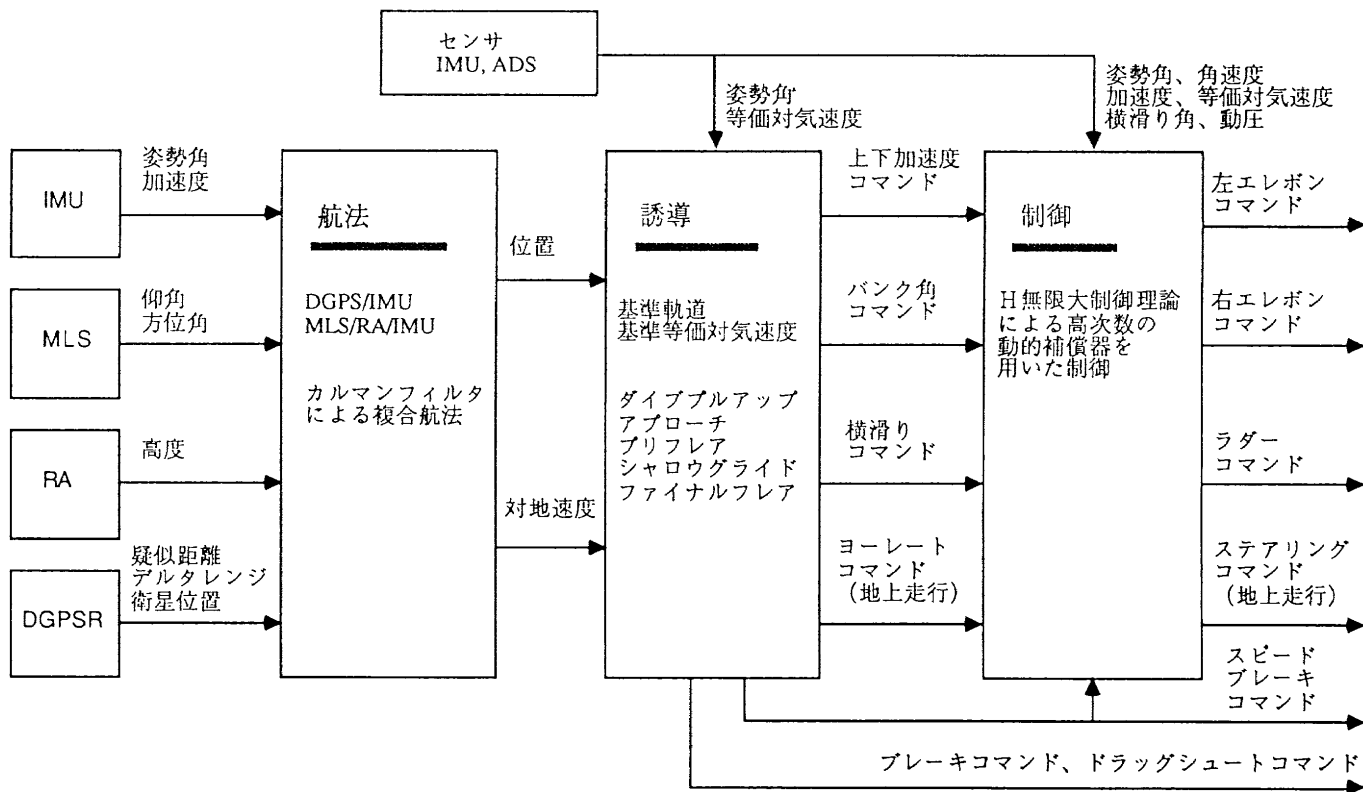 センサ
IMU, ADS
姿勢角
等価対気速度
姿勢角、角速度
加速度、等価対気速度
横滑り角、動圧
IMU
姿勢角
加速度
MLS
仰角
方位角
RA
高度
DGPSR
疑似距離
デルタレンジ
衛星位置
航法
DGPS/IMU
MLS/RA/IMU
カルマンフィルタ
による複合航法
位置
対地速度
誘導
基準軌道
基準等価対気速度
ダイブプルアップ
アプローチ
プリフレア
シャロウグライド
ファイナルフレア
上下加速度
コマンド
バンク角
コマンド
横滑り
コマンド
ヨーレート
コマンド
(地上走行)
制御
H無限大制御理論
による高次数の
動的補償器を
用いた制御
左エレボン
コマンド
右エレボン
コマンド
ラダー
コマンド
ステアリング
コマンド
(地上走行)
スピード
ブレーキ
コマンド
ブレーキコマンド、ドラッグシュートコマンド